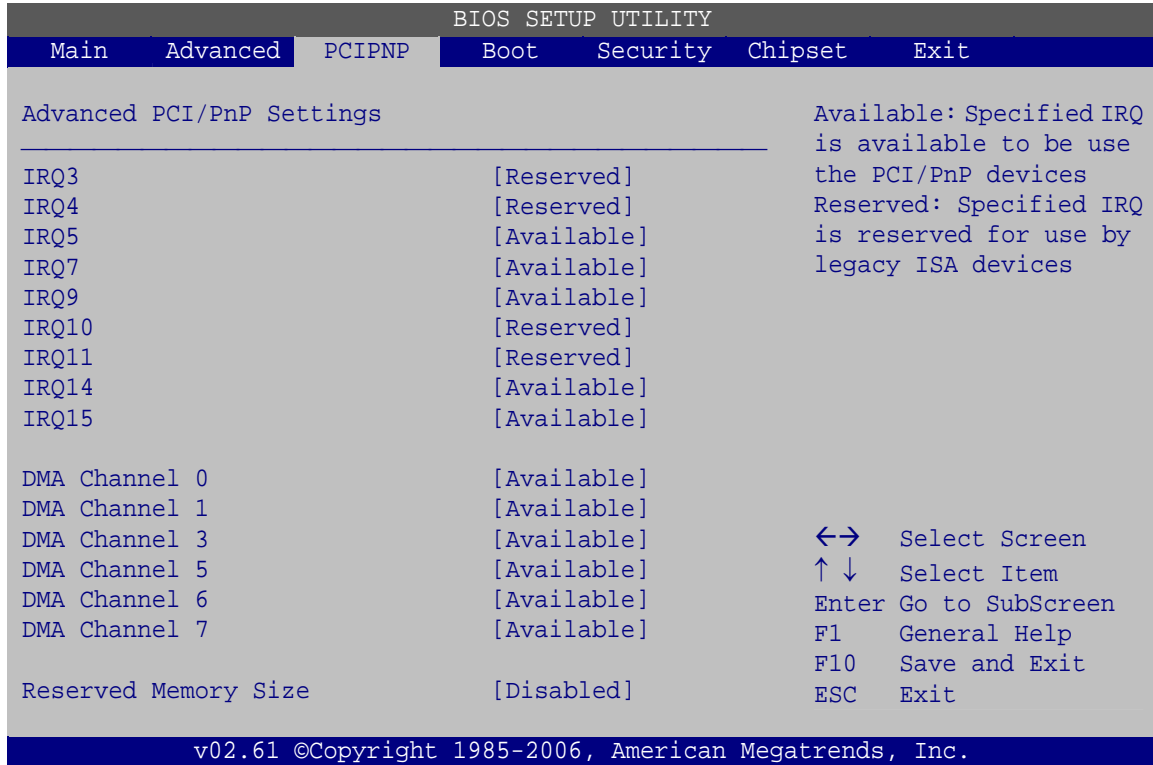 BIOS SETUP UTILITY
Main Advanced PCIPNP Boot Security Chipset Exit
Advanced PCI/PnP Settings
IRQ3 [Reserved]
IRQ4 [Reserved]
IRQ5 [Available]
IRQ7 [Available]
IRQ9 [Available]
IRQ10 [Reserved]
IRQ11 [Reserved]
IRQ14 [Available]
IRQ15 [Available]
DMA Channel 0 [Available]
DMA Channel 1 [Available]
DMA Channel 3 [Available]
DMA Channel 5 [Available]
DMA Channel 6 [Available]
DMA Channel 7 [Available]
Reserved Memory Size [Disabled]
Available: Specified IRQ
is available to be use
the PCI/PnP devices
Reserved: Specified IRQ
is reserved for use by
legacy ISA devices
←→ Select Screen
↑ ↓ Select Item
Enter Go to SubScreen
F1 General Help
F10 Save and Exit
ESC Exit
v02.61 ©Copyright 1985-2006, American Megatrends, Inc.